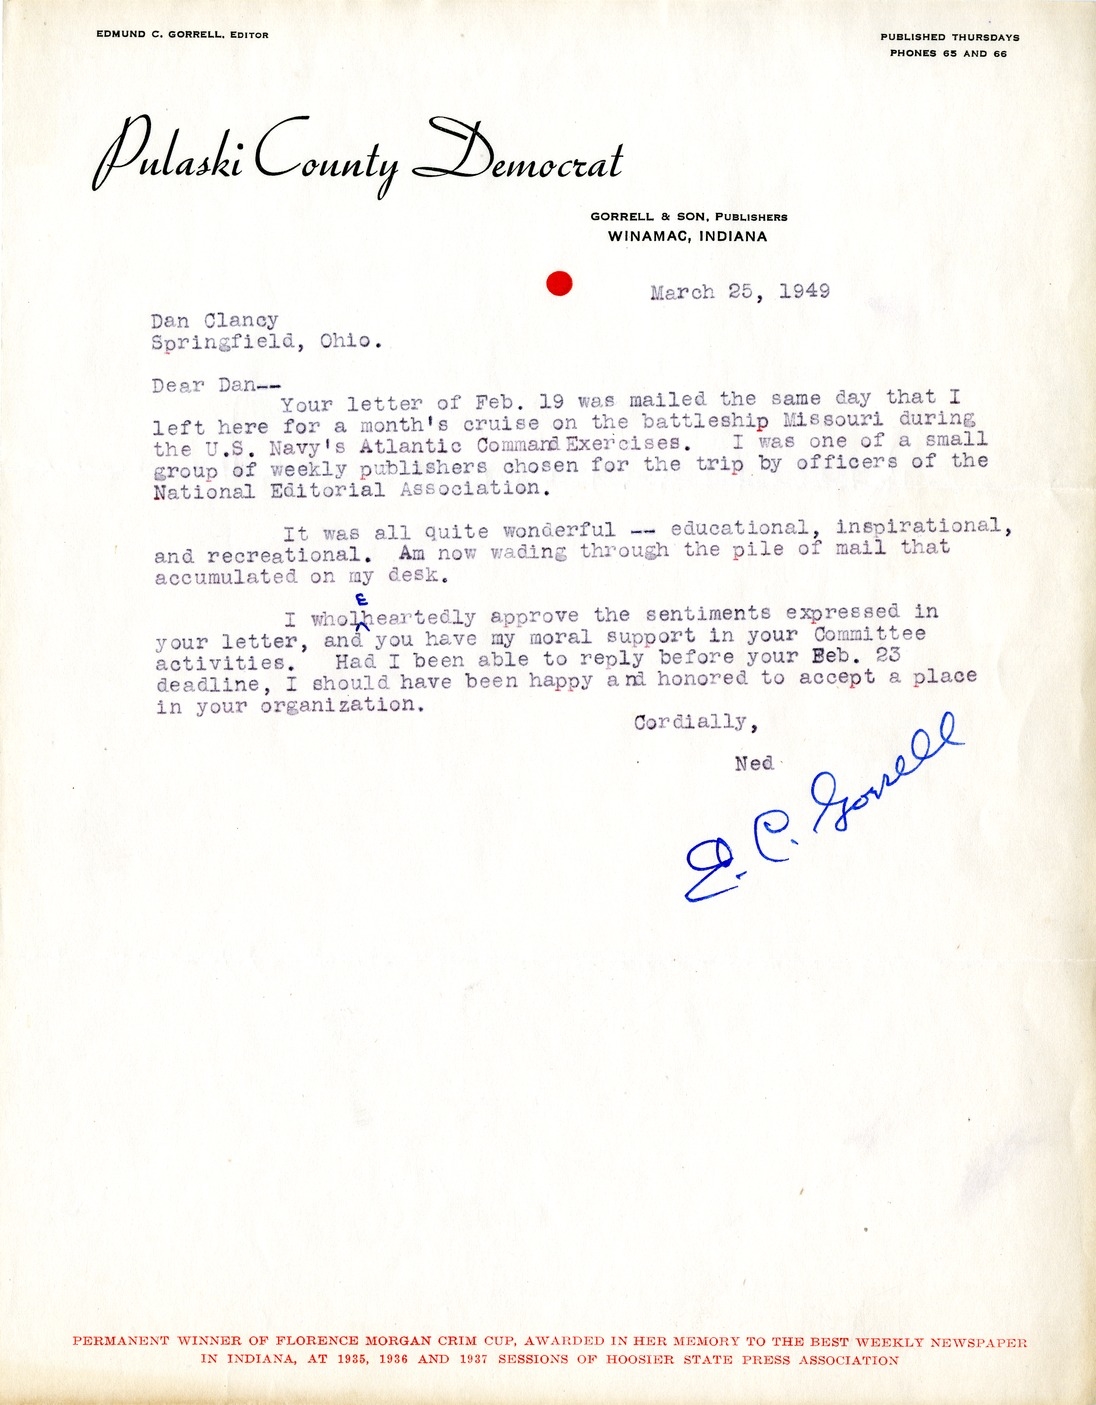 EDMUND C. GORRELL, EDITOR
PUBLISHED THURSDAYS
PHONES 65 AND 66
Pulaski County Democrat
GORRELL & SON, PUBLISHERS
WINAMAC, INDIANA
March 25, 1949
Dan Clancy
Springfield, Ohio.
Dear Dan--
Your letter of Feb. 19 was mailed the same day that I
left here for a month's cruise on the battleship Missouri during
the U.S. Navy's Atlantic Command Exercises. I was one of a small
group of weekly publishers chosen for the trip by officers of the
National Editorial Association.
It was all quite wonderful -- educational, inspirational,
and recreational. Am now wading through the pile of mail that
accumulated on my desk.
I wholeheartedly approve the sentiments expressed in
your letter, and you have my moral support in your Committee
activities. Had I been able to reply before your Feb. 23
deadline, I should have been happy and honored to accept a place
in your organization.
Cordially,
Ned
E. C. Gorrell
PERMANENT WINNER OF FLORENCE MORGAN CRIM CUP, AWARDED IN HER MEMORY TO THE BEST WEEKLY NEWSPAPER
IN INDIANA, AT 1935, 1936 AND 1937 SESSIONS OF HOOSIER STATE PRESS ASSOCIATION